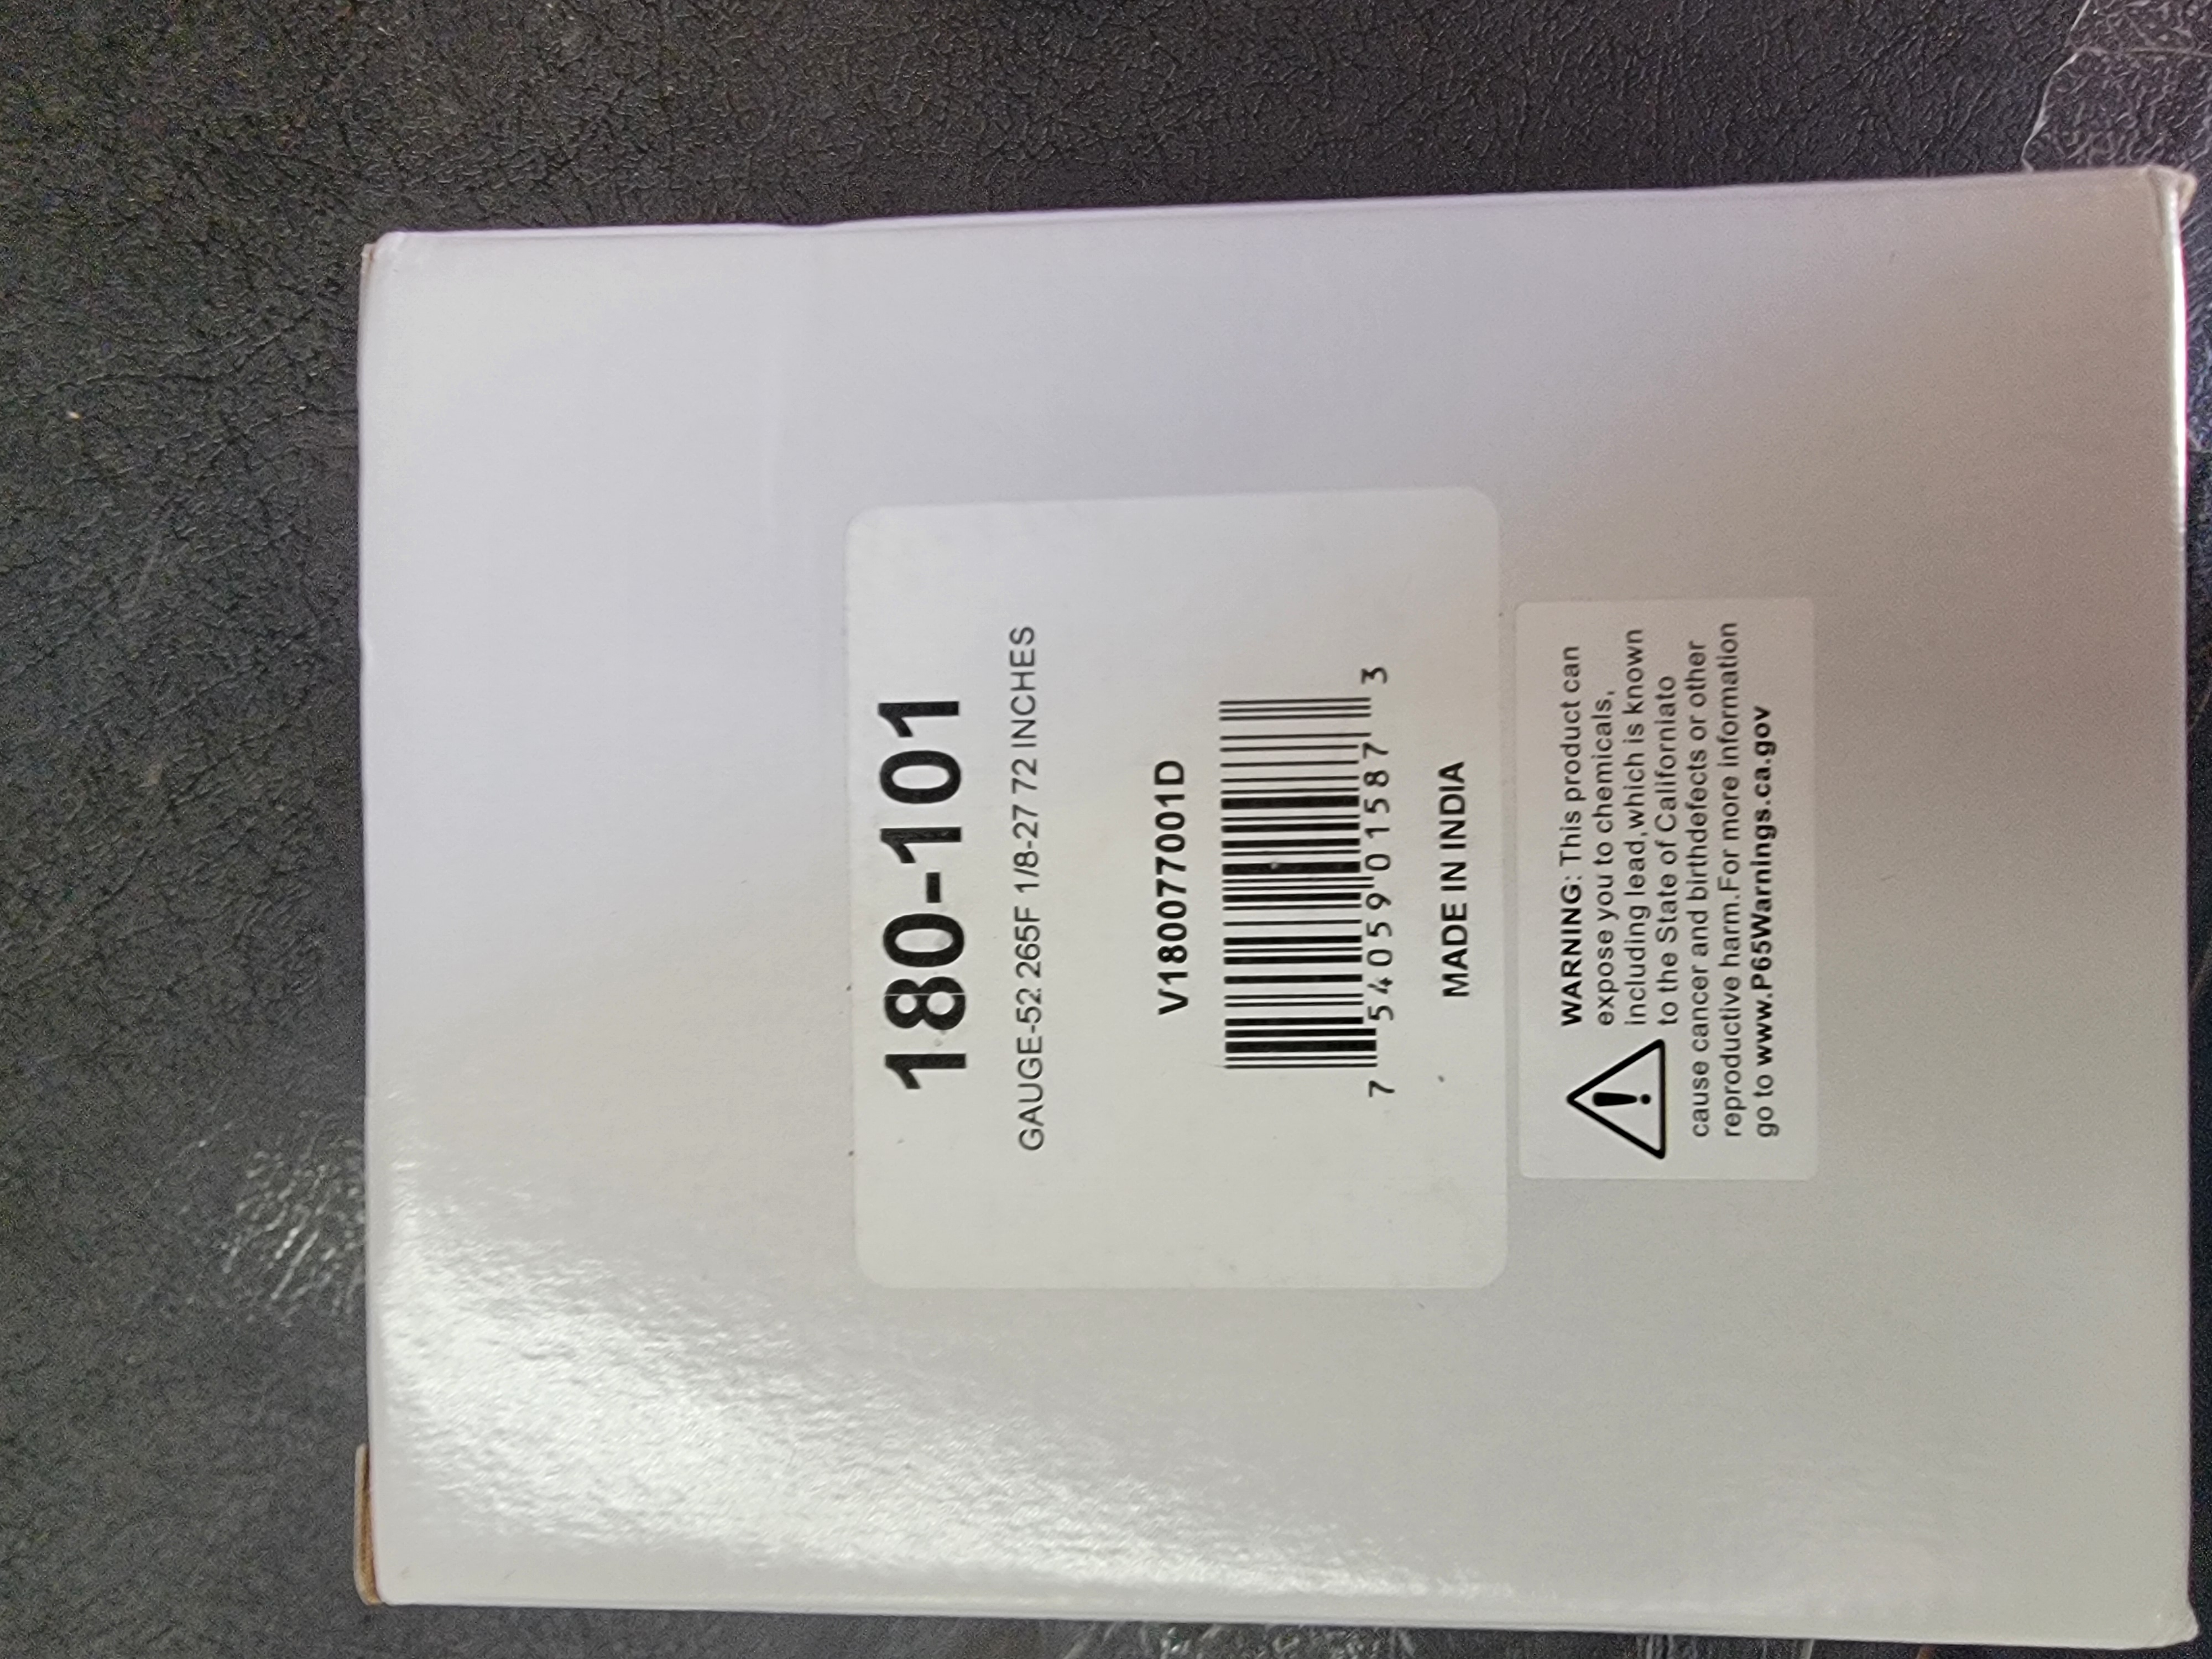 180-101
GAUGE-52 265F 1/8-27 72 INCHES
V180077001D
7 54059 01587 3
MADE IN INDIA
WARNING: This product can
expose you to chemicals,
including lead,which is known
to the State of Californiato
cause cancer and birthdefects or other
reproductive harm.For more information
go to www.P65Warnings.ca.gov